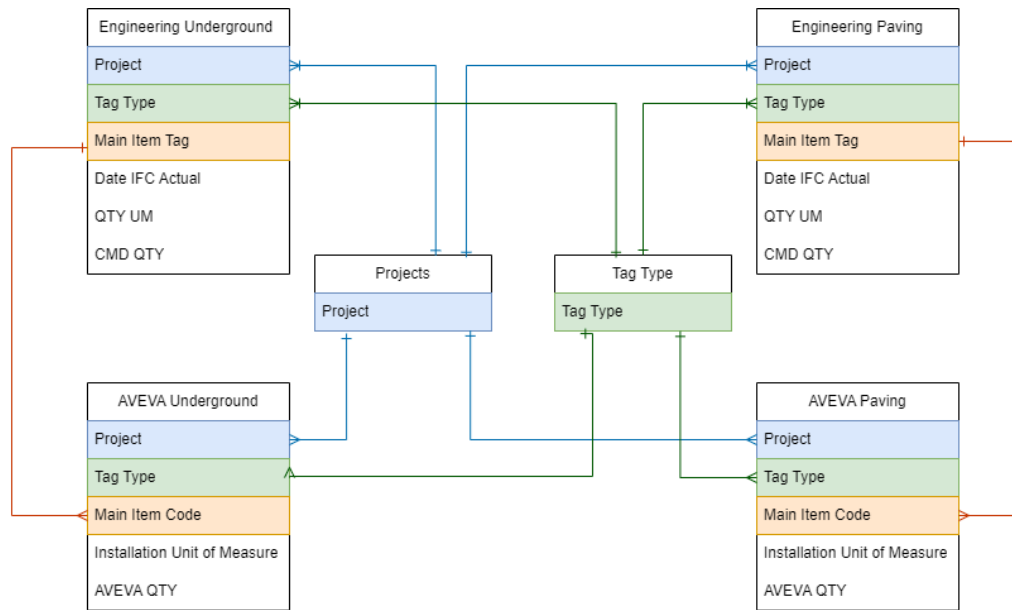 Engineering Underground
Project
Tag Type
Main Item Tag
Date IFC Actual
QTY UM
CMD QTY
Engineering Paving
Project
Tag Type
Main Item Tag
Date IFC Actual
QTY UM
CMD QTY
Projects
Project
Tag Type
Tag Type
AVEVA Underground
Project
Tag Type
Main Item Code
Installation Unit of Measure
AVEVA QTY
AVEVA Paving
Project
Tag Type
Main Item Code
Installation Unit of Measure
AVEVA QTY